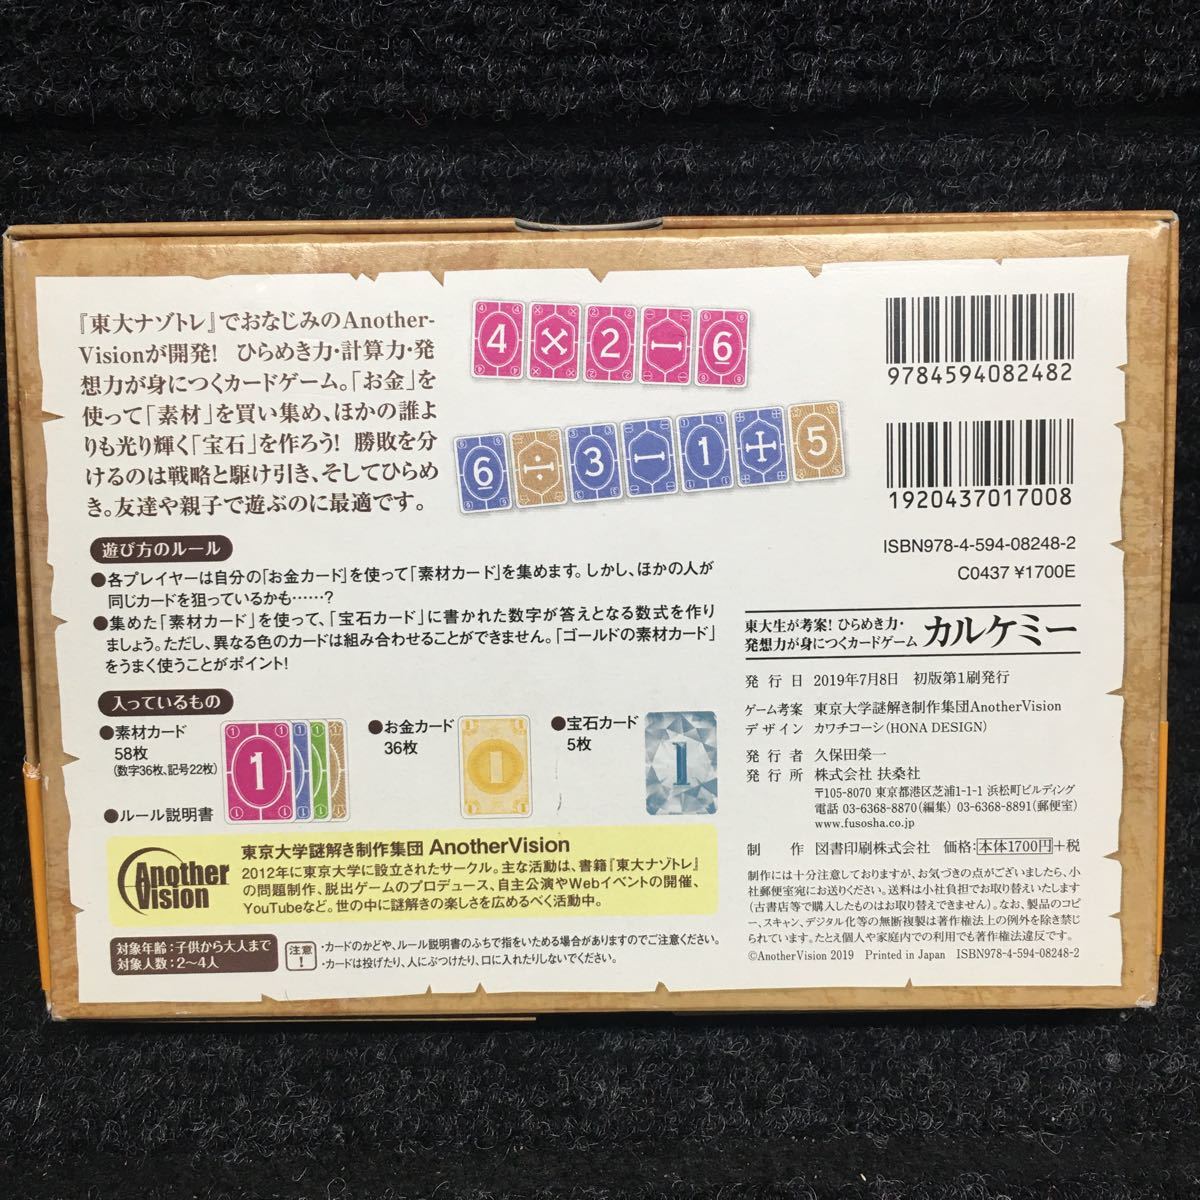 『東大ナゾトレ』でおなじみのAnother-
Visionが開発! ひらめき力・計算力・発
想力が身につくカードゲーム。「お金」を
使って「素材」を買い集め、ほかの誰よ
りも光り輝く「宝石」を作ろう! 勝敗を分
けるのは戦略と駆け引き、そしてひらめ
き。友達や親子で遊ぶのに最適です。
4 × 2 − 6
6 ÷ 3 − 1 + 5
遊び方のルール
●各プレイヤーは自分の「お金カード」を使って「素材カード」を集めます。しかし、ほかの人が
同じカードを狙っているかも……?
●集めた「素材カード」を使って、「宝石カード」に書かれた数字が答えとなる数式を作り
ましょう。ただし、異なる色のカードは組み合わせることができません。「ゴールドの素材カード」
をうまく使うことがポイント!
入っているもの
●素材カード
58枚
(数字36枚、記号22枚)
1
●お金カード
36枚
1
●宝石カード
5枚
1
●ルール説明書
Another
Vision
東京大学謎解き制作集団 AnotherVision
2012年に東京大学に設立されたサークル。主な活動は、書籍『東大ナゾトレ』
の問題制作、脱出ゲームのプロデュース、自主公演やWebイベントの開催、
YouTubeなど。世の中に謎解きの楽しさを広めるべく活動中。
対象年齢:子供から大人まで
対象人数:2〜4人
注意
!
・カードのかどや、ルール説明書のふちで指をいためる場合がありますのでご注意ください。
・カードは投げたり、人にぶつけたり、口に入れたりしないでください。
9784594082482
1920437017008
ISBN978-4-594-08248-2
C0437 ¥1700E
東大生が考案! ひらめき力・
発想力が身につくカードゲーム カルケミー
発 行 日 2019年7月8日 初版第1刷発行
ゲーム考案 東京大学謎解き制作集団AnotherVision
デザイン カワチコーシ(HONA DESIGN)
発 行 者 久保田榮一
発 行 所 株式会社 扶桑社
〒105-8070 東京都港区芝浦1-1-1 浜松町ビルディング
電話 03-6368-8870(編集) 03-6368-8891(郵便室)
www.fusosha.co.jp
制 作 図書印刷株式会社 価格:本体1700円+税
制作には十分注意しておりますが、お気づきの点がございましたら、小
社郵便室宛にお送りください。送料は小社負担でお取り替えいたします
(古書店等で購入したものはお取り替えできません)。なお、製品のコピ
ー、スキャン、デジタル化等の無断複製は著作権法上の例外を除き禁じ
られています。たとえ個人や家庭内での利用でも著作権法違反です。
©AnotherVision 2019 Printed in Japan ISBN978-4-594-08248-2